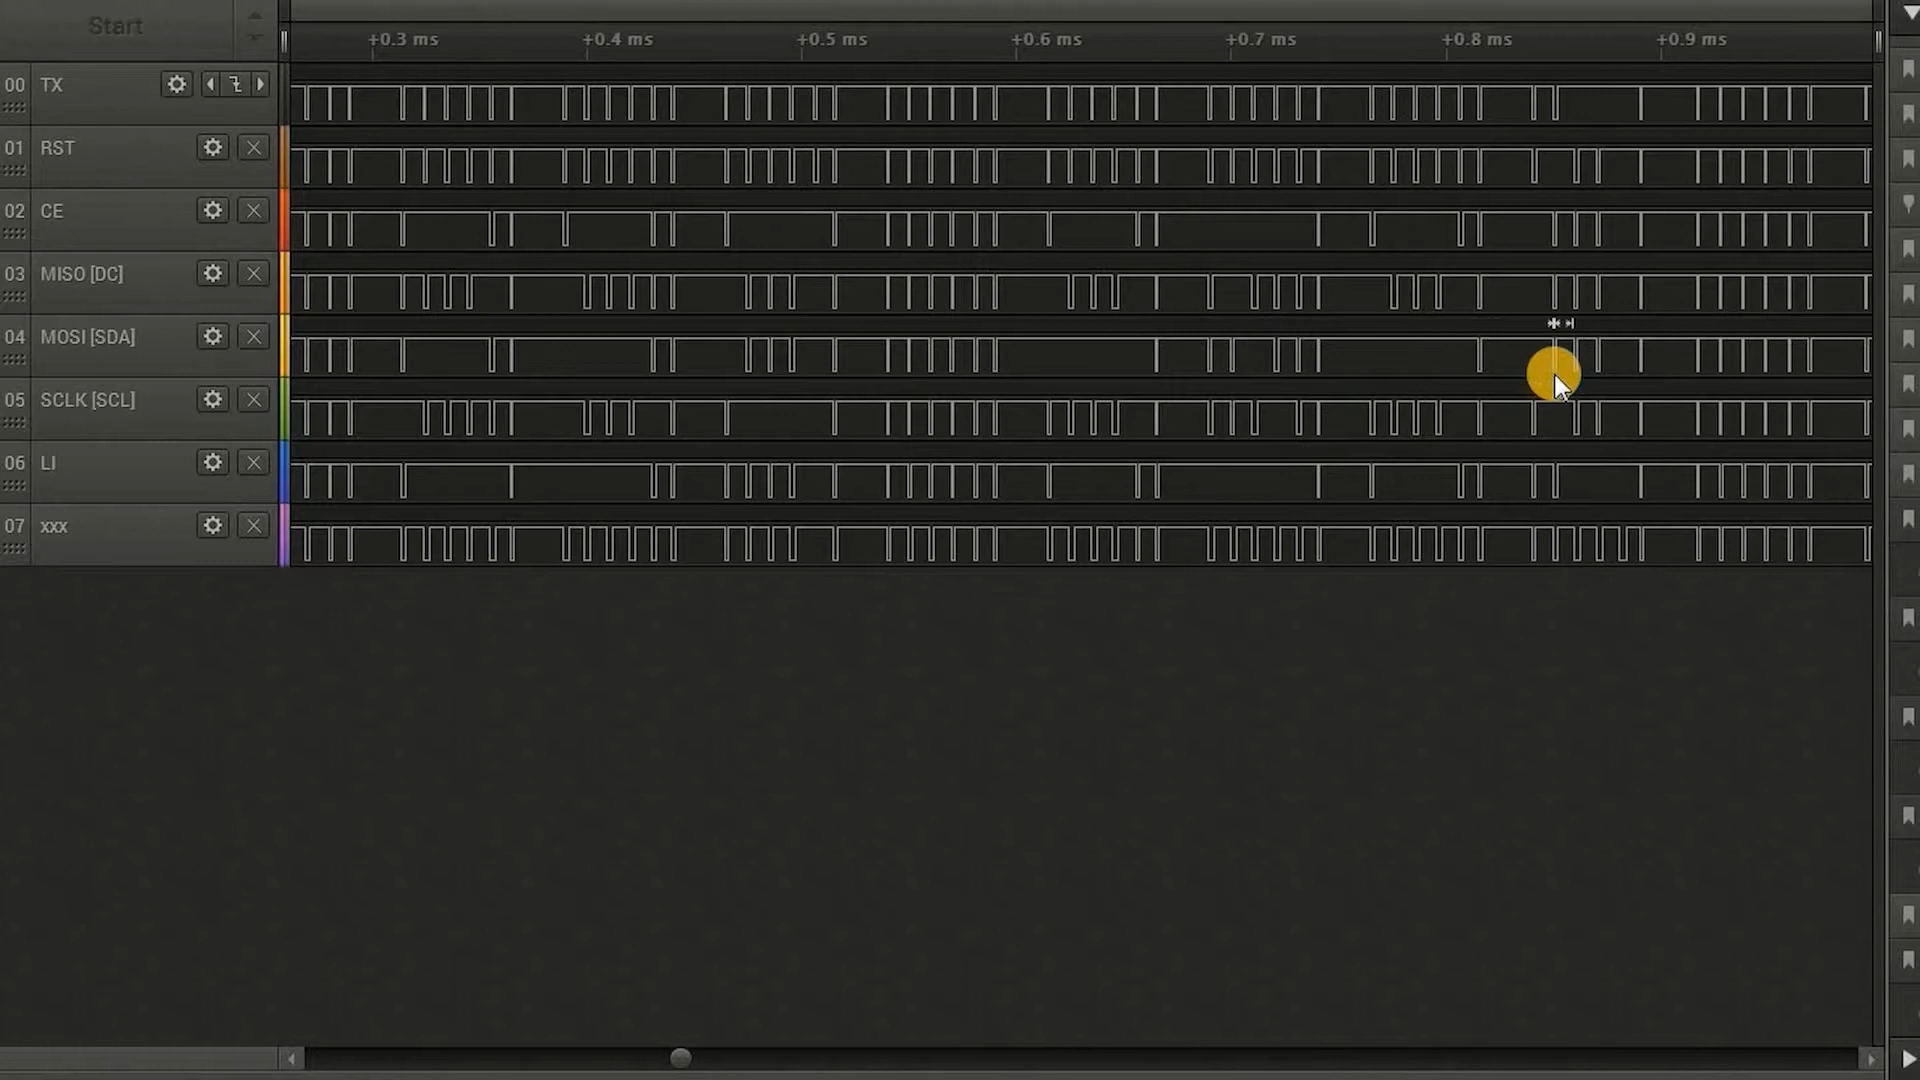 Start
+0.3 ms +0.4 ms +0.5 ms +0.6 ms +0.7 ms +0.8 ms +0.9 ms
00 TX
01 RST
02 CE
03 MISO [DC]
04 MOSI [SDA]
05 SCLK [SCL]
06 LI
07 xxx